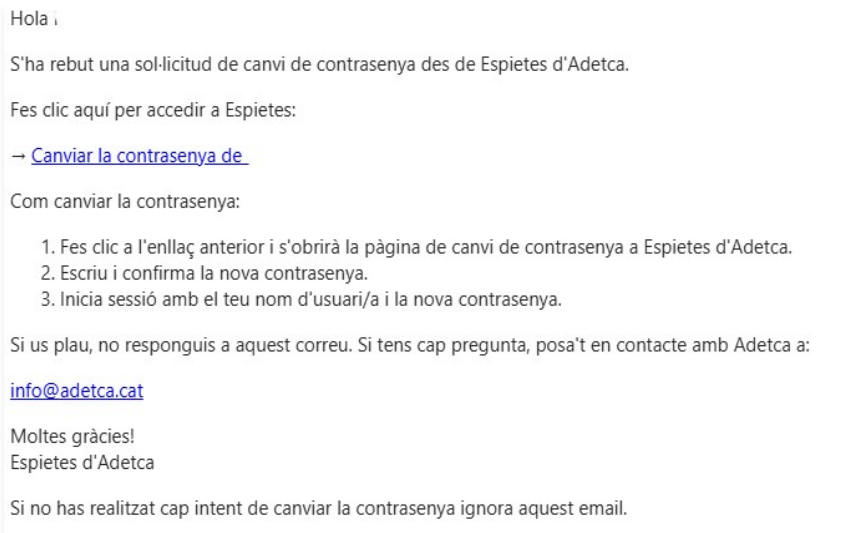 Hola
S'ha rebut una sol·licitud de canvi de contrasenya des de Espietes d'Adetca.
Fes clic aquí per accedir a Espietes:
→ Canviar la contrasenya de
Com canviar la contrasenya:
1. Fes clic a l'enllaç anterior i s'obrirà la pàgina de canvi de contrasenya a Espietes d'Adetca.
2. Escriu i confirma la nova contrasenya.
3. Inicia sessió amb el teu nom d'usuari/a i la nova contrasenya.
Si us plau, no responguis a aquest correu. Si tens cap pregunta, posa't en contacte amb Adetca a:
info@adetca.cat
Moltes gràcies!
Espietes d'Adetca
Si no has realitzat cap intent de canviar la contrasenya ignora aquest email.